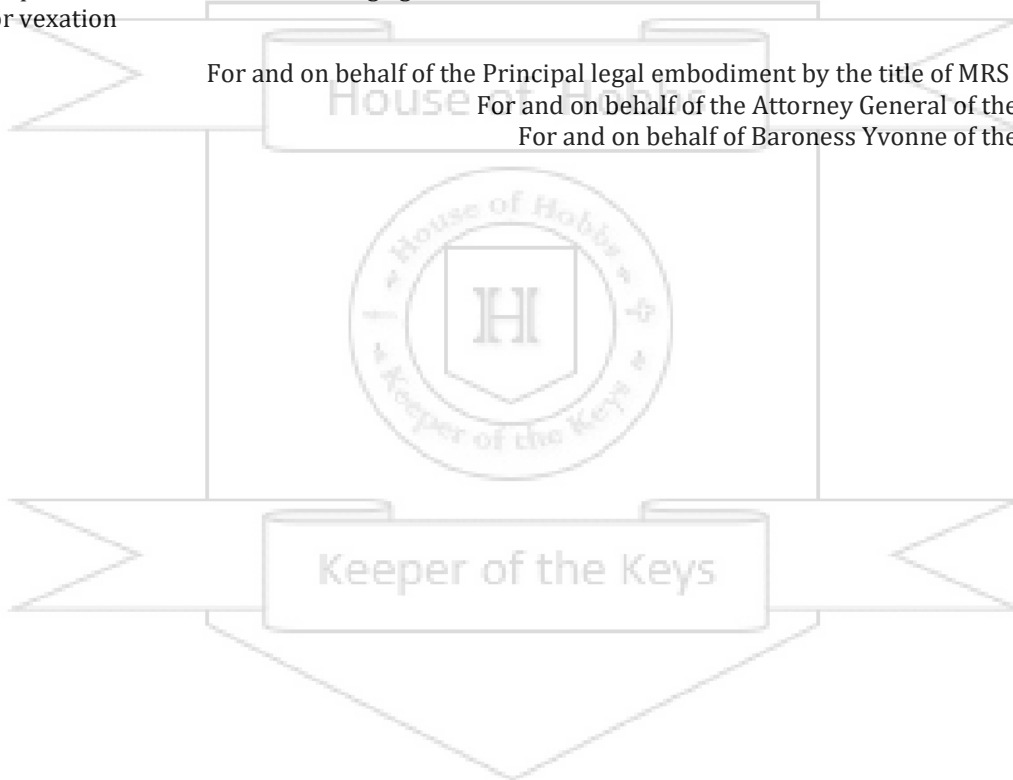 or vexation
For and on behalf of the Principal legal embodiment by the title of MRS
House of Hobbs
For and on behalf of the Attorney General of the
For and on behalf of Baroness Yvonne of the
House of Hobbs
H
Keeper of the Keys
Keeper of the Keys